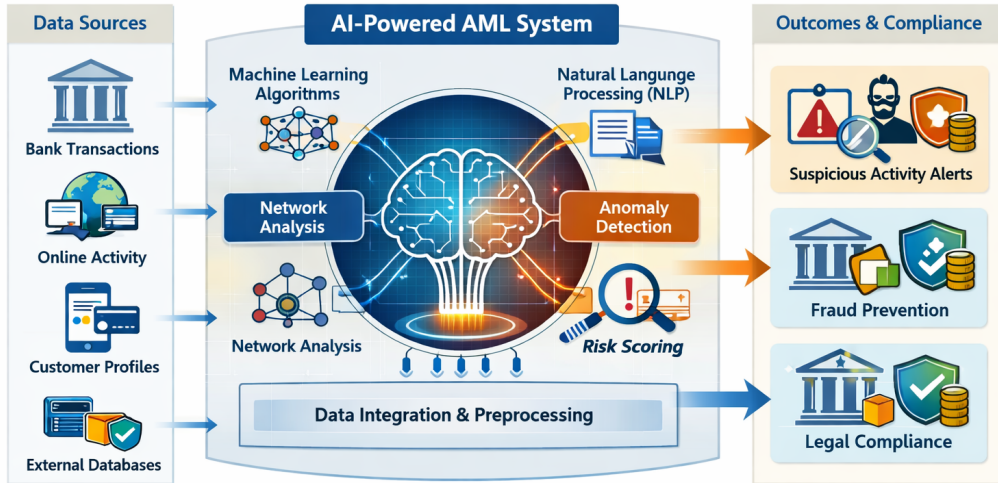 Data Sources
Bank Transactions
Online Activity
Customer Profiles
External Databases
AI-Powered AML System
Machine Learning
Algorithms
Natural Langunge
Processing (NLP)
Network
Analysis
Anomaly
Detection
Network Analysis
Risk Scoring
Data Integration & Preprocessing
Outcomes & Compliance
Suspicious Activity Alerts
Fraud Prevention
Legal Compliance